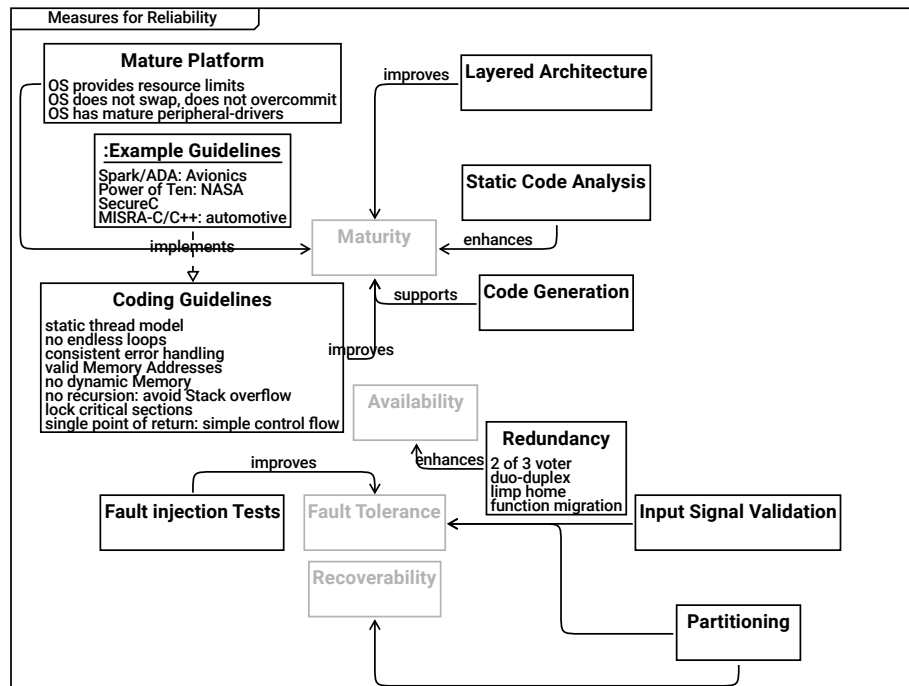 Measures for Reliability
Mature Platform
OS provides resource limits
OS does not swap, does not overcommit
OS has mature peripheral-drivers
improves
Layered Architecture
:Example Guidelines
Spark/ADA: Avionics
Power of Ten: NASA
SecureC
MISRA-C/C++: automotive
Static Code Analysis
Maturity
implements
enhances
Coding Guidelines
static thread model
no endless loops
consistent error handling
valid Memory Addresses
no dynamic Memory
no recursion: avoid Stack overflow
lock critical sections
single point of return: simple control flow
supports
Code Generation
improves
Availability
enhances
Redundancy
2 of 3 voter
duo-duplex
limp home
function migration
improves
Fault injection Tests
Fault Tolerance
Input Signal Validation
Recoverability
Partitioning